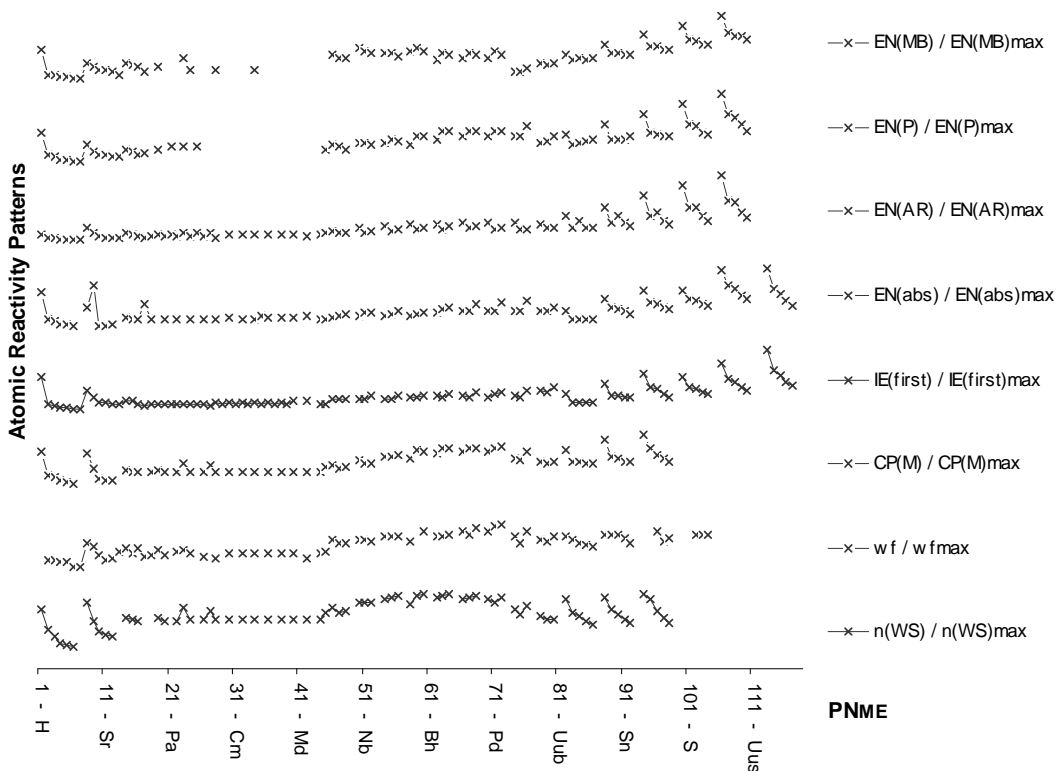 Atomic Reactivity Patterns
EN(MB) / EN(MB)max
EN(P) / EN(P)max
EN(AR) / EN(AR)max
EN(abs) / EN(abs)max
IE(first) / IE(first)max
CP(M) / CP(M)max
wf / wfmax
n(WS) / n(WS)max
1 - H
11 - Sr
21 - Pa
31 - Cm
41 - Md
51 - Nb
61 - Bh
71 - Pd
81 - Uub
91 - Sn
101 - S
111 - Uus
PNME